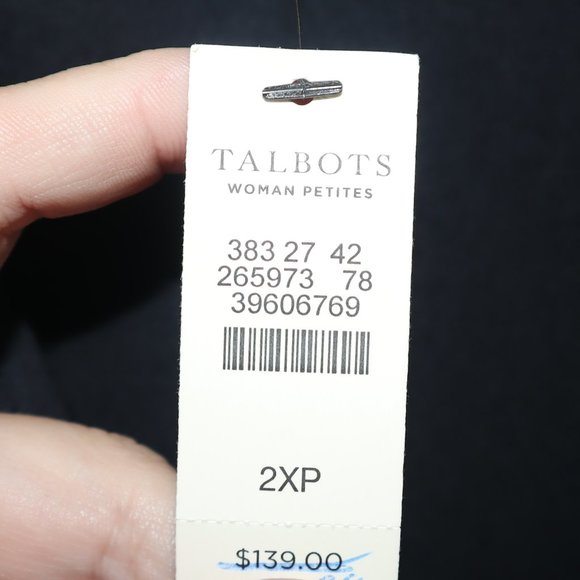 TALBOTS
WOMAN PETITES
383 27 42
265973 78
39606769
2XP
$139.00